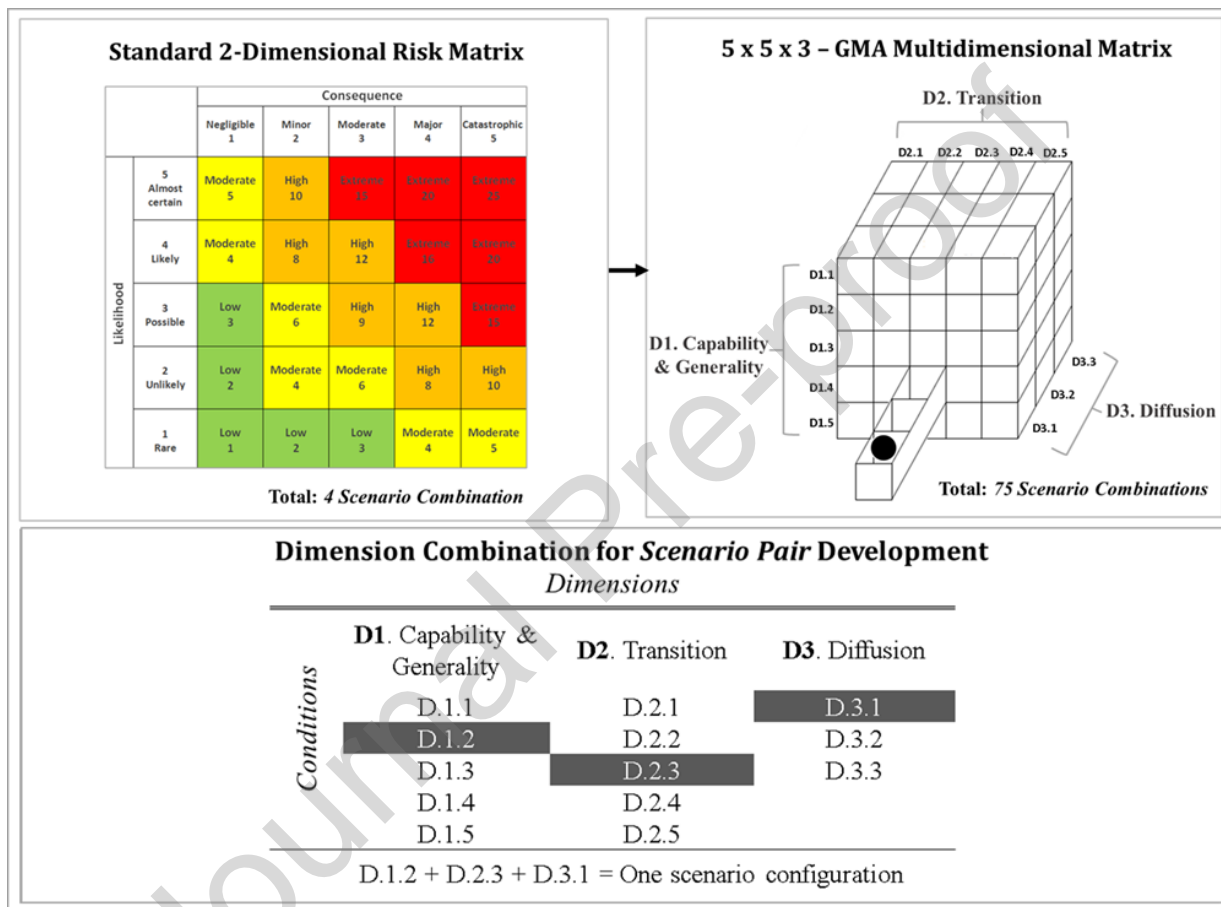 Standard 2-Dimensional Risk Matrix
Consequence
Negligible Minor Moderate Major Catastrophic
1 2 3 4 5
Likelihood
5 Almost certain
Moderate 5
High 10
Extreme 15
Extreme 20
Extreme 25
4 Likely
Moderate 4
High 8
High 12
Extreme 16
Extreme 20
3 Possible
Low 3
Moderate 6
High 9
High 12
Extreme 15
2 Unlikely
Low 2
Moderate 4
Moderate 6
High 8
High 10
1 Rare
Low 1
Low 2
Low 3
Moderate 4
Moderate 5
Total: 4 Scenario Combination
5 x 5 x 3 – GMA Multidimensional Matrix
D2. Transition
D2.1 D2.2 D2.3 D2.4 D2.5
D1. Capability
& Generality
D1.1
D1.2
D1.3
D1.4
D1.5
D3.3
D3.2
D3.1
D3. Diffusion
Total: 75 Scenario Combinations
Dimension Combination for Scenario Pair Development
Dimensions
Conditions
D1. Capability &
Generality
D2. Transition
D3. Diffusion
D.1.1 D.2.1 D.3.1
D.1.2 D.2.2 D.3.2
D.1.3 D.2.3 D.3.3
D.1.4 D.2.4
D.1.5 D.2.5
D.1.2 + D.2.3 + D.3.1 = One scenario configuration
Journal Pre-proof